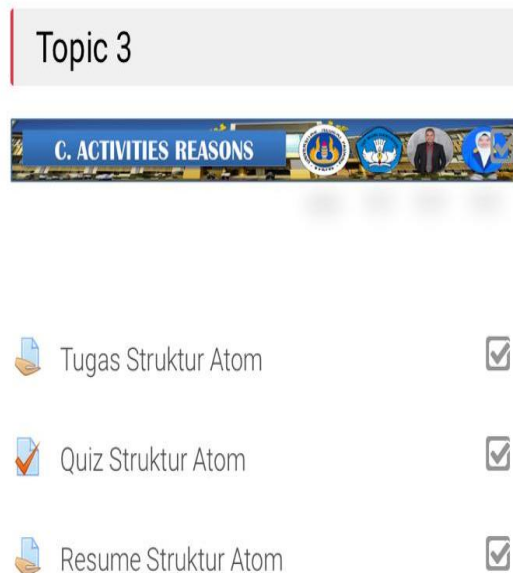 Topic 3
C. ACTIVITIES REASONS
Tugas Struktur Atom
Quiz Struktur Atom
Resume Struktur Atom